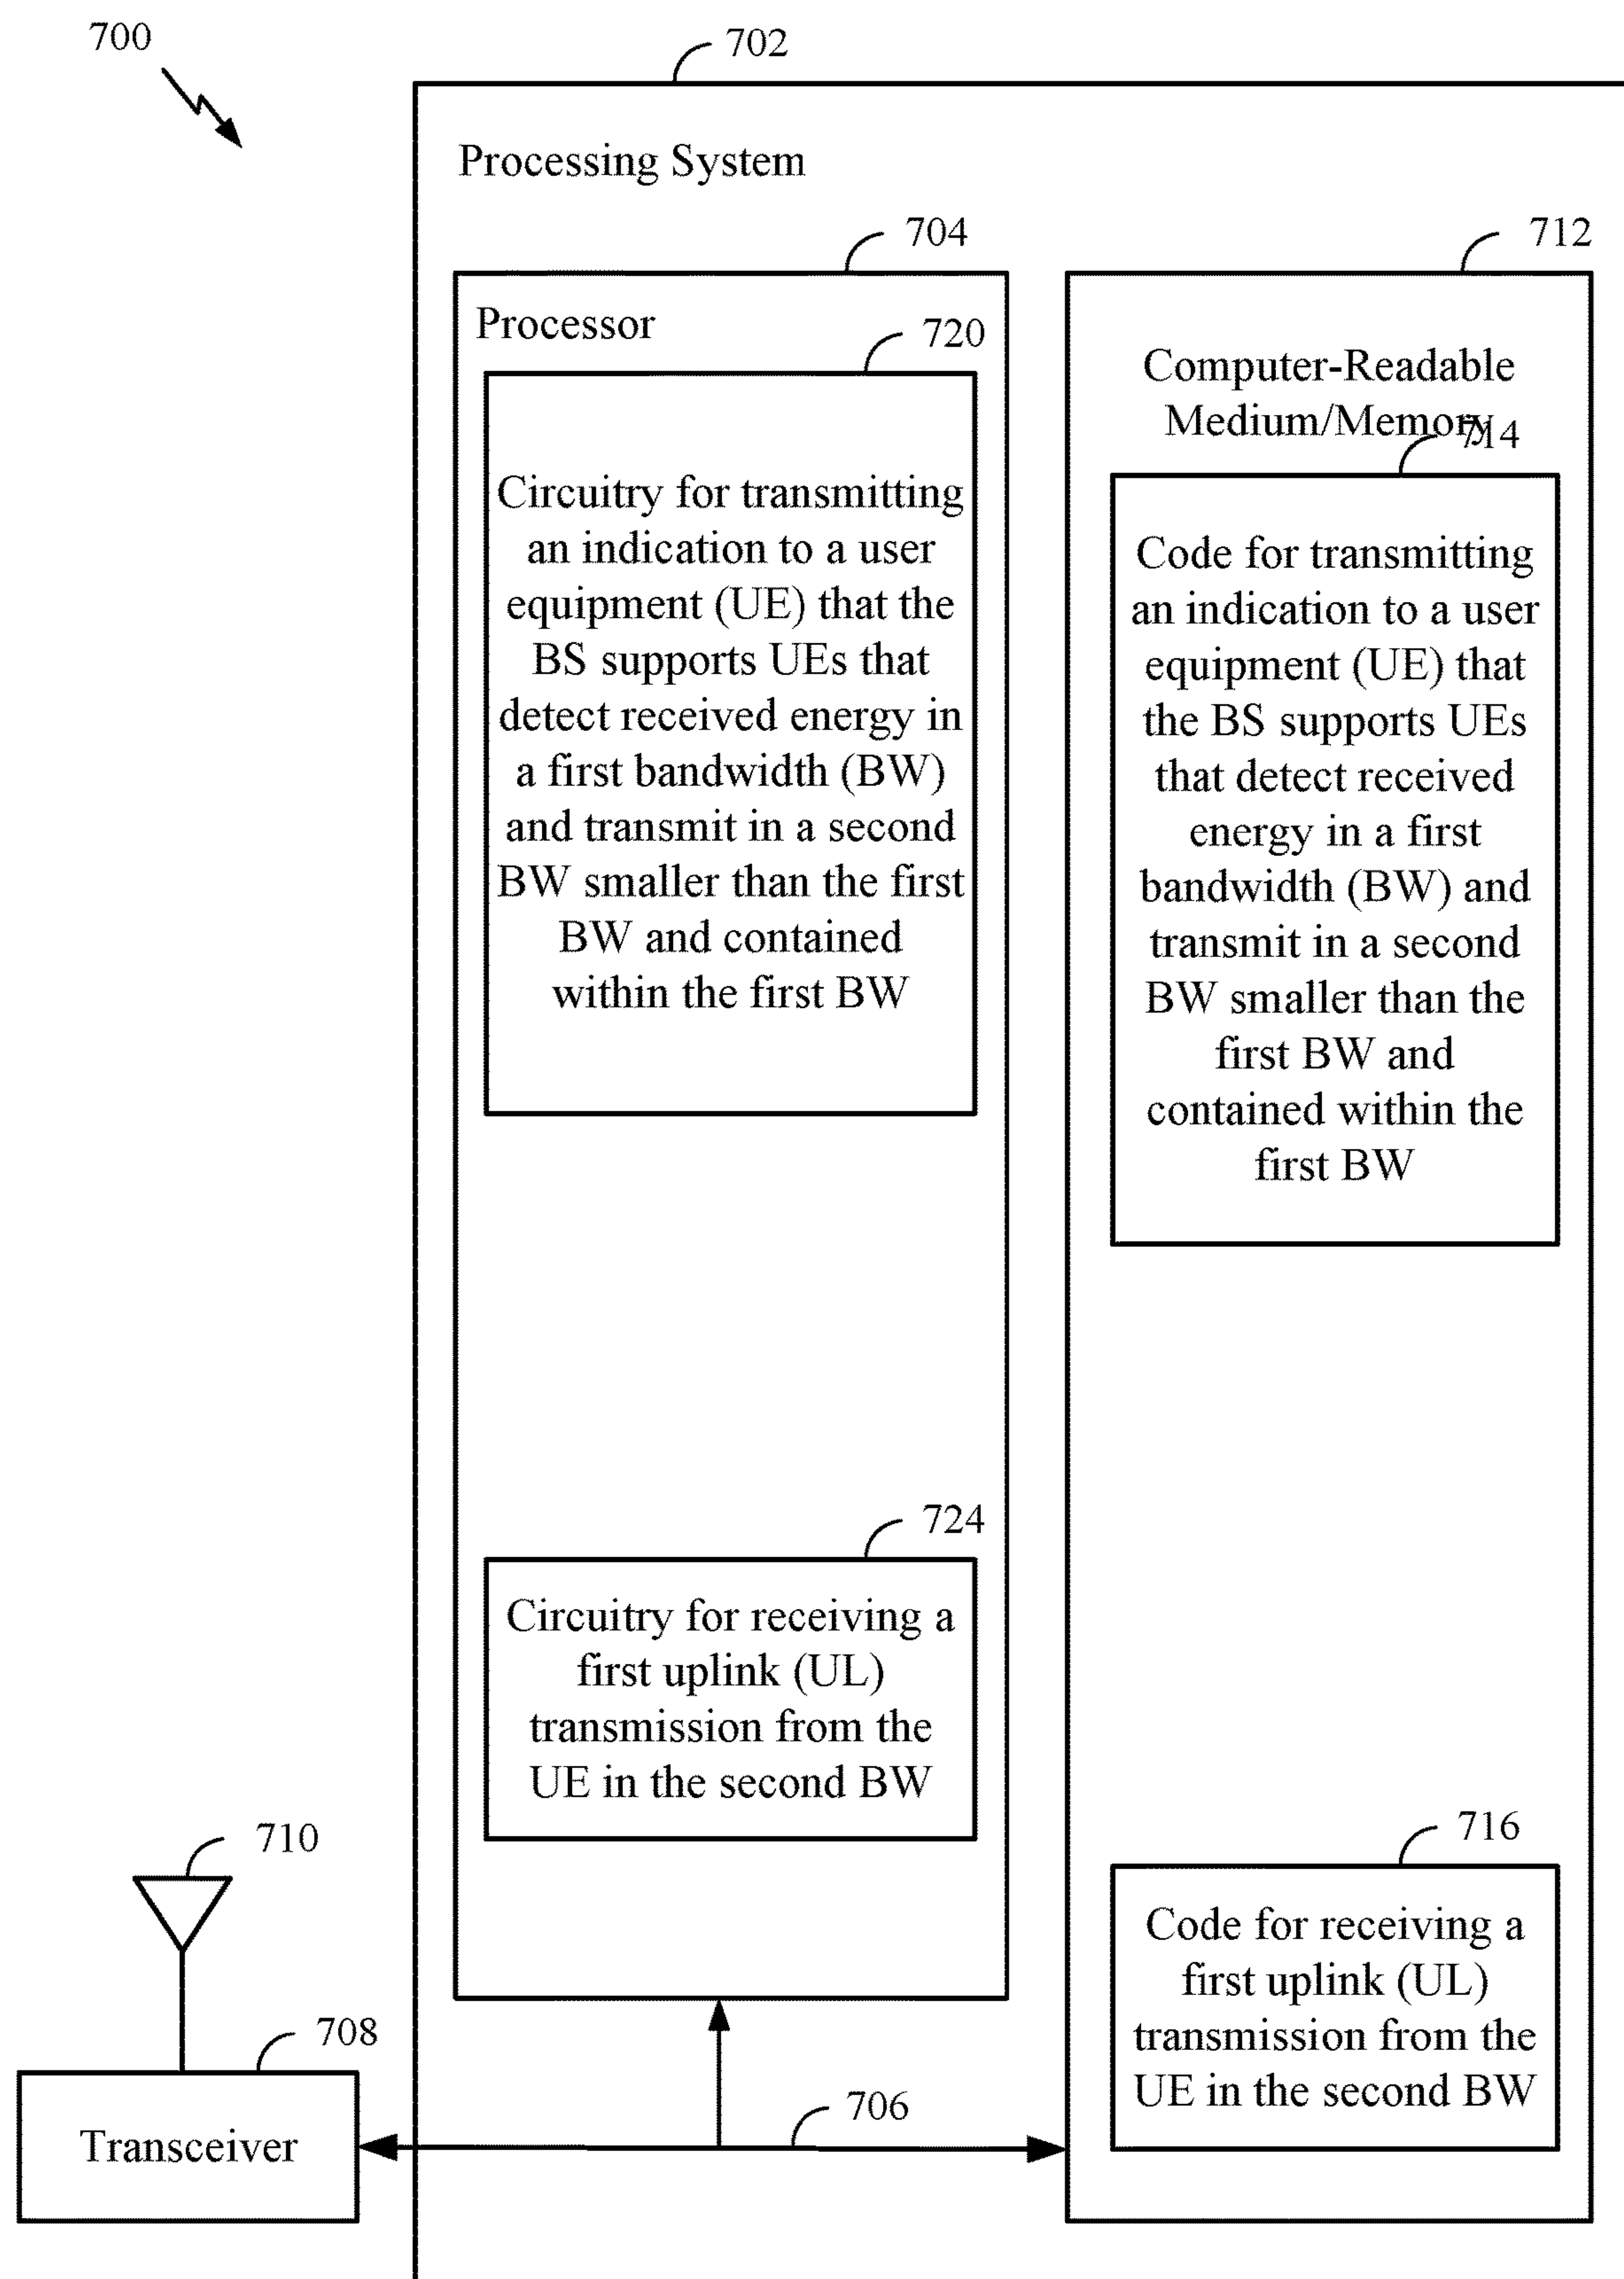 700
702
Processing System
704
712
Processor
720
Computer-Readable
Medium/Memory
714
Circuitry for transmitting
an indication to a user
equipment (UE) that the
BS supports UEs that
detect received energy in
a first bandwidth (BW)
and transmit in a second
BW smaller than the first
BW and contained
within the first BW
Code for transmitting
an indication to a user
equipment (UE) that
the BS supports UEs
that detect received
energy in a first
bandwidth (BW) and
transmit in a second
BW smaller than the
first BW and
contained within the
first BW
724
Circuitry for receiving a
first uplink (UL)
transmission from the
UE in the second BW
716
Code for receiving a
first uplink (UL)
transmission from the
UE in the second BW
710
708
Transceiver
706